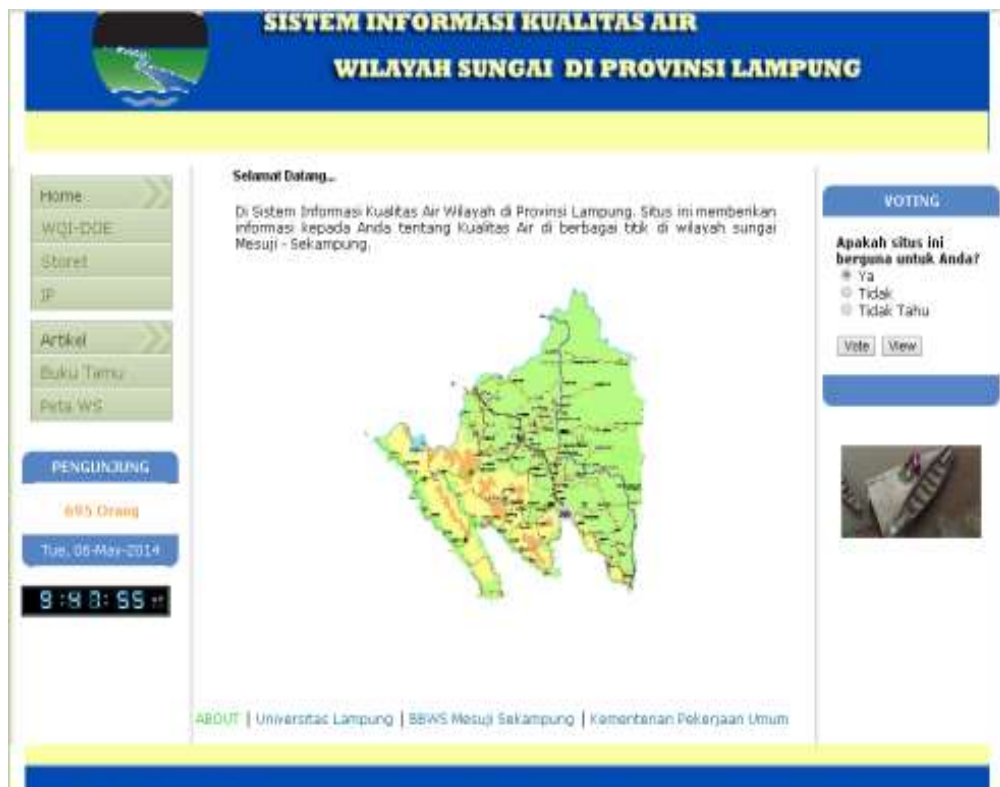 SISTEM INFORMASI KUALITAS AIR
WILAYAH SUNGAI DI PROVINSI LAMPUNG
Home
WQI-DOE
Storet
IP
Artikel
Buku Tamu
Peta WS
PENGUNJUNG
695 Orang
Tue, 06-May-2014
Selamat Datang...
Di Sistem Informasi Kualitas Air Wilayah di Provinsi Lampung. Situs ini memberikan
informasi kepada Anda tentang Kualitas Air di berbagai titik di wilayah sungai
Mesuji - Sekampung.
VOTING
Apakah situs ini
berguna untuk Anda?
Ya
Tidak
Tidak Tahu
Vote View
ABOUT | Universitas Lampung | BBWS Mesuji Sekampung | Kementerian Pekerjaan Umum